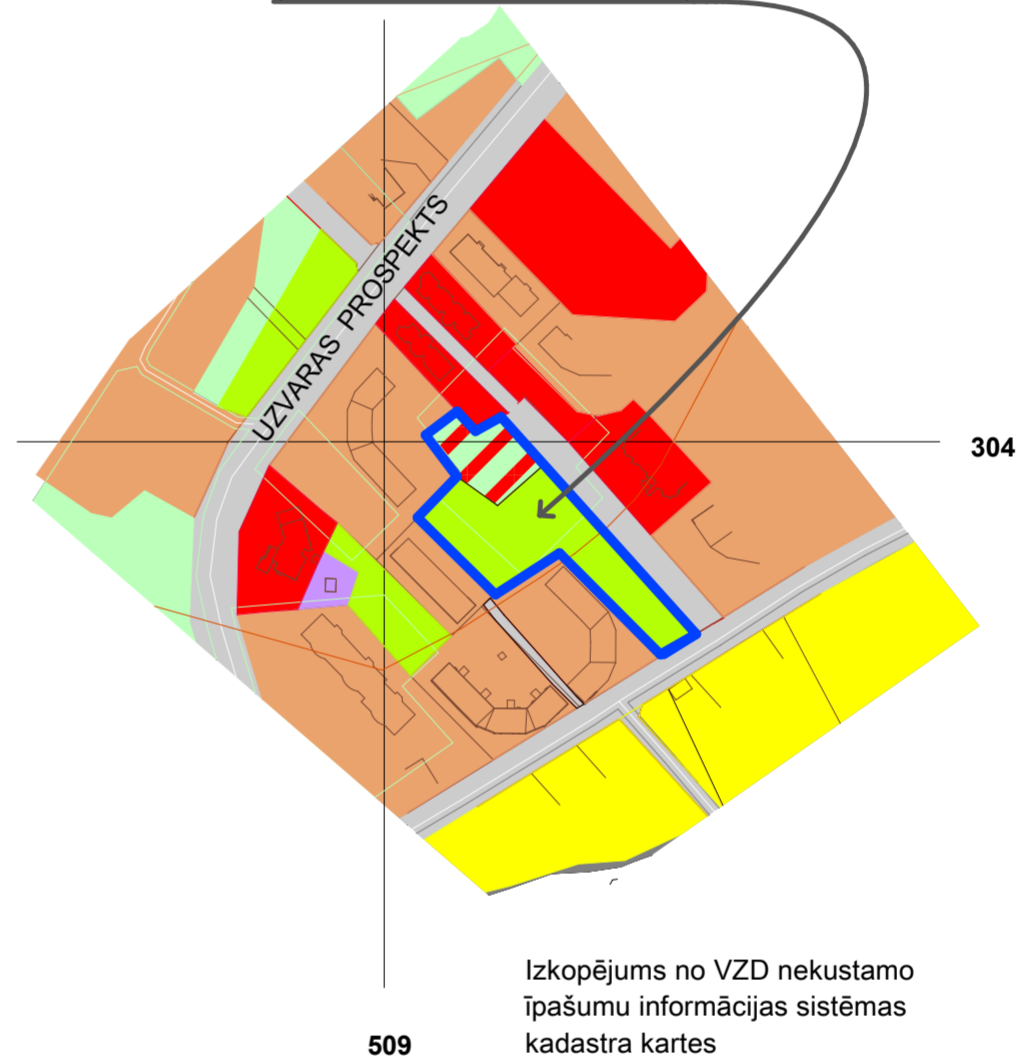 UZVARAS PROSPEKTS
304
509
Izkopējums no VZD nekustamo
īpašumu informācijas sistēmas
kadastra kartes